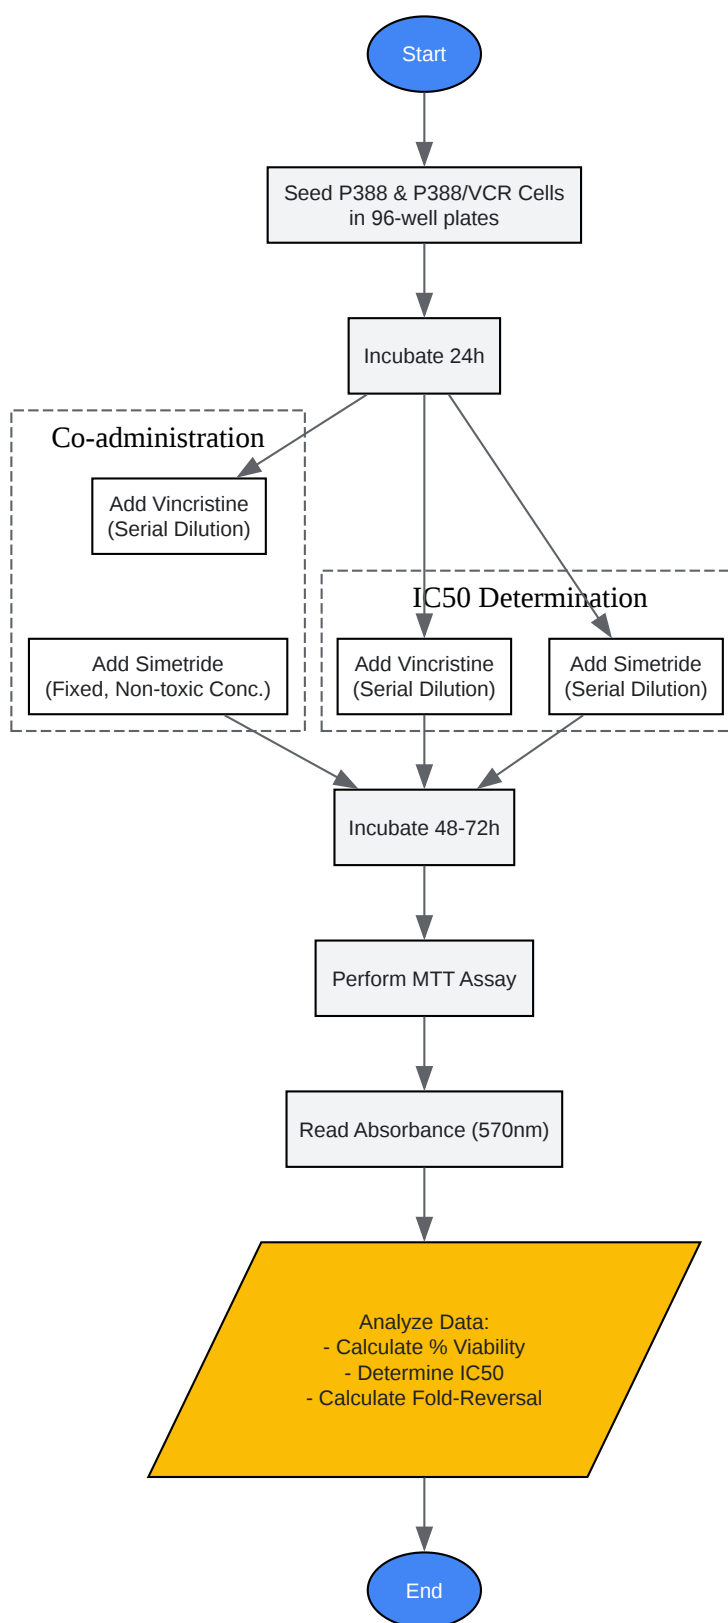 Start
Seed P388 & P388/VCR Cells
in 96-well plates
Incubate 24h
Co-administration
Add Vincristine
(Serial Dilution)
IC50 Determination
Add Simetride
(Fixed, Non-toxic Conc.)
Add Vincristine
(Serial Dilution)
Add Simetride
(Serial Dilution)
Incubate 48-72h
Perform MTT Assay
Read Absorbance (570nm)
Analyze Data:
- Calculate % Viability
- Determine IC50
- Calculate Fold-Reversal
End